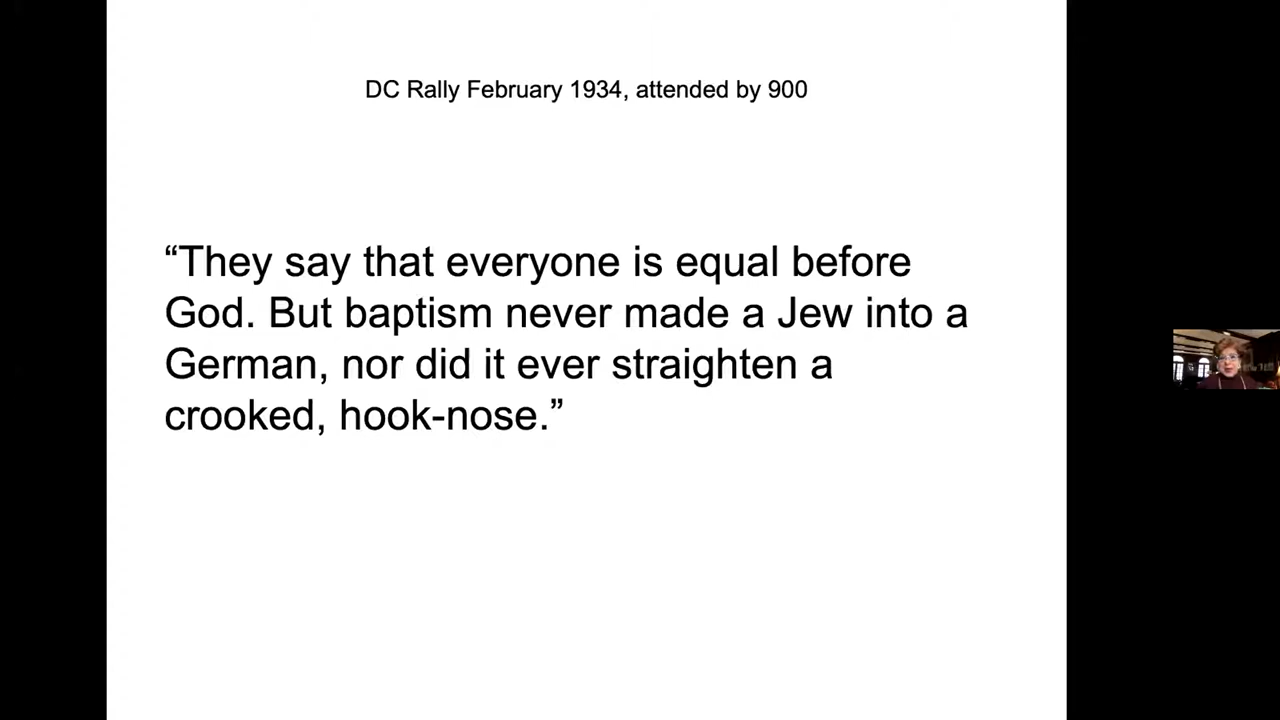 DC Rally February 1934, attended by 900
“They say that everyone is equal before
God. But baptism never made a Jew into a
German, nor did it ever straighten a
crooked, hook-nose.”